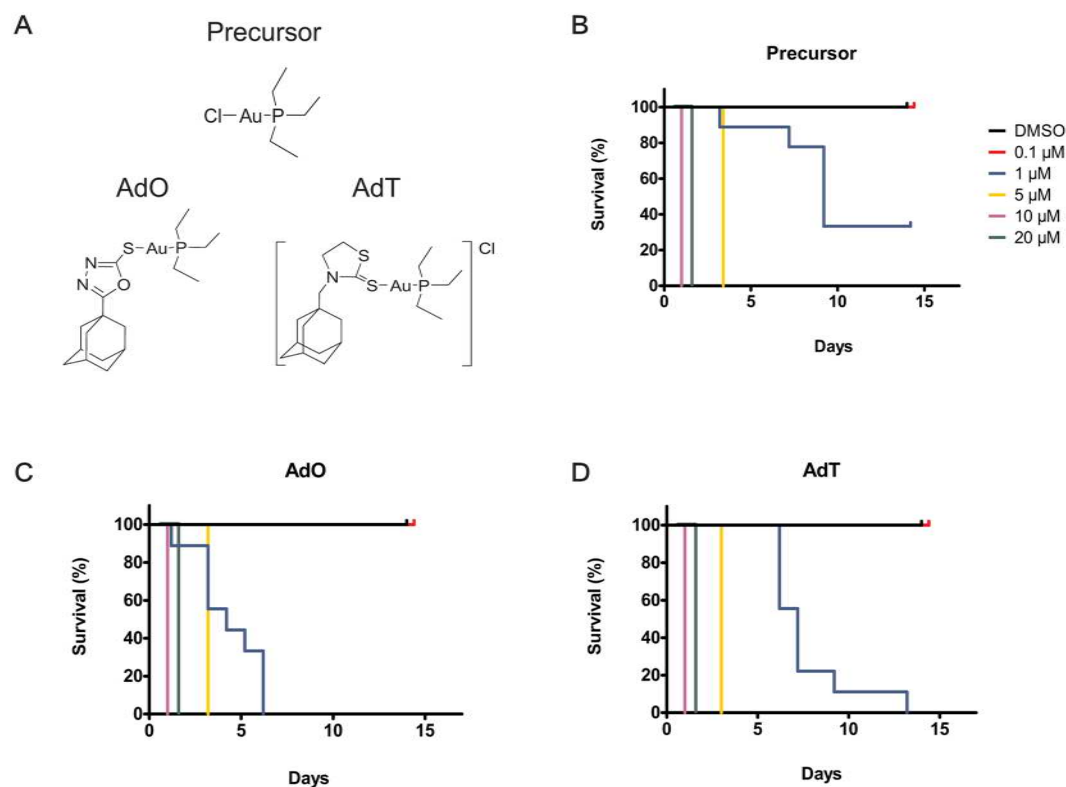 A
Precursor
Cl Au P
AdO
S Au P
N
N
O
AdT
S
N
S Au P
Cl
B
Precursor
Survival (%)
100
80
60
40
20
0
0 5 10 15
Days
DMSO
0.1 µM
1 µM
5 µM
10 µM
20 µM
C
AdO
Survival (%)
100
80
60
40
20
0
0 5 10 15
Days
D
AdT
Survival (%)
100
80
60
40
20
0
0 5 10 15
Days